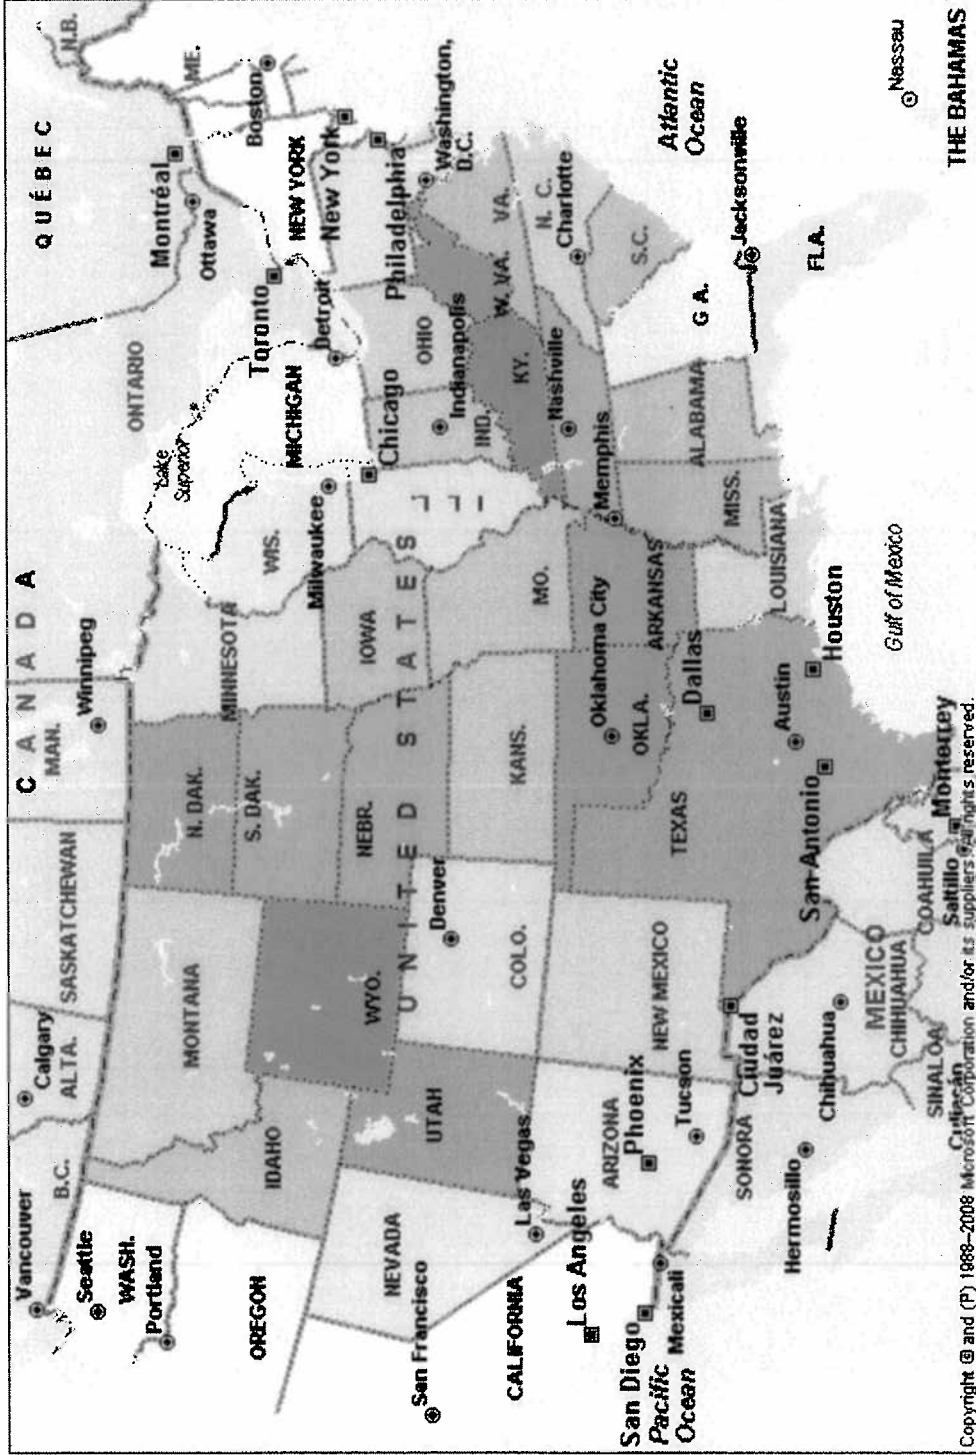 CANADA
QUÉBEC
N.B.
ME.
Vancouver
B.C.
Calgary
ALTA.
SASKATCHEWAN
MAN.
Winnipeg
ONTARIO
Lake
Superior
Montréal
Ottawa
Toronto
Boston
NEW YORK
New York
Philadelphia
Washington,
D.C.
Detroit
MICHIGAN
Chicago
Milwaukee
WIS.
MINNESOTA
N. DAK.
S. DAK.
MONTANA
Seattle
WASH.
Portland
OREGON
IDAHO
WYO.
NEBR.
IOWA
ILL
IND.
Indianapolis
OHIO
W. VA.
VA.
KY.
UNITED STATES
NEVADA
UTAH
Denver
COLO.
KANS.
MO.
San Francisco
CALIFORNIA
Las Vegas
Los Angeles
San Diego
ARIZONA
Phoenix
Tucson
NEW MEXICO
Oklahoma City
OKLA.
ARKANSAS
Memphis
Nashville
N. C.
Charlotte
S.C.
G A.
ALABAMA
MISS.
LOUISIANA
TEXAS
Dallas
Austin
Houston
San Antonio
Jacksonville
FLA.
Atlantic
Ocean
Pacific
Ocean
Gulf of Mexico
Mexicali
SONORA
Hermosillo
Ciudad
Juárez
Chihuahua
MEXICO
CHIHUAHUA
COAHUILA
Saltillo
Monterrey
SINALOA
Nassau
THE BAHAMAS
Copyright © and (P) 1988–2008 Microsoft Corporation and/or its suppliers. All rights reserved.